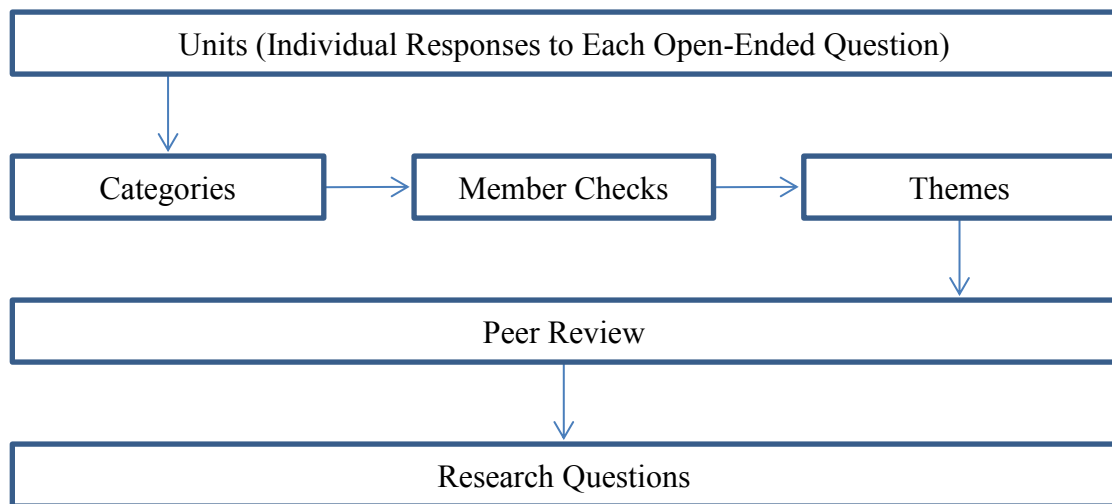 Units (Individual Responses to Each Open-Ended Question)
Categories
Member Checks
Themes
Peer Review
Research Questions